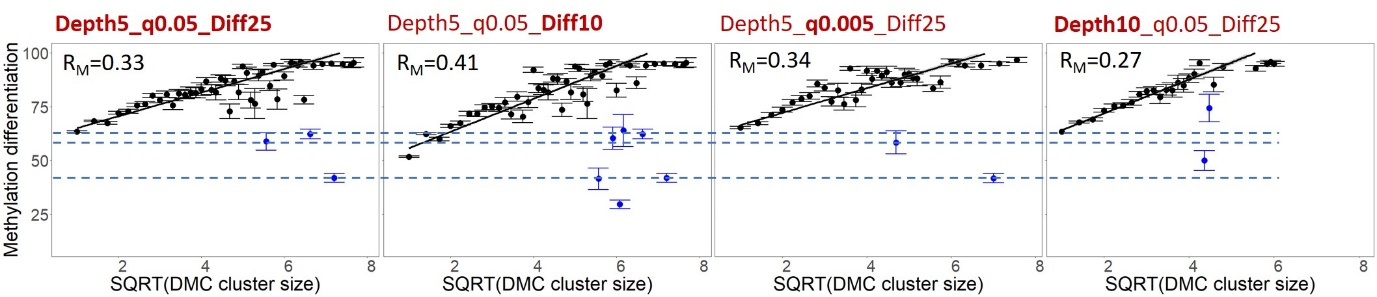 Depth5_q0.05_Diff25
Depth5_q0.05_Diff10
Depth5_q0.005_Diff25
Depth10_q0.05_Diff25
Methylation differentiation
100
75
50
25
RM=0.33
RM=0.41
RM=0.34
RM=0.27
2 4 6 8
2 4 6 8
2 4 6 8
2 4 6 8
SQRT(DMC cluster size)
SQRT(DMC cluster size)
SQRT(DMC cluster size)
SQRT(DMC cluster size)